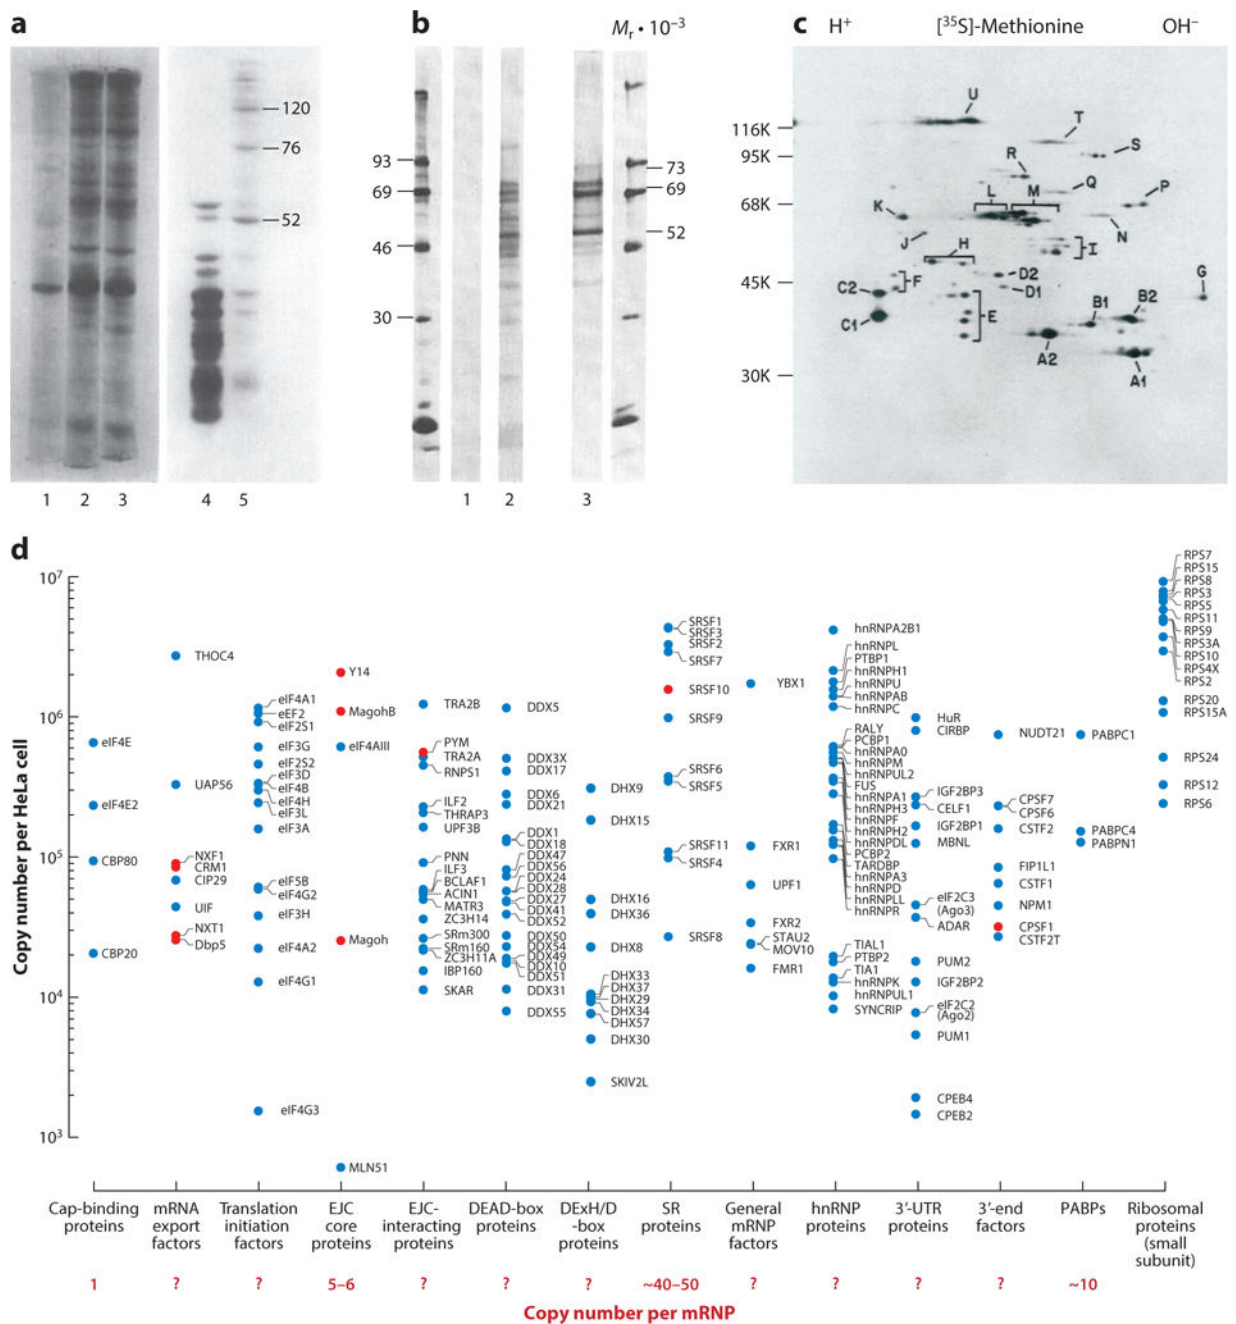 a
120
76
52
1 2 3 4 5
b
Mr • 10–3
93
69
46
30
73
69
52
1 2 3
c
H+ [35S]-Methionine OH–
116K
95K
68K
45K
30K
U
T
S
R
Q
P
L M
K
N
J
H
I
G
F
D2
D1
C2
C1
E
B1 B2
A2
A1
d
Copy number per HeLa cell
107
106
105
104
103
eIF4E
eIF4E2
CBP80
CBP20
THOC4
UAP56
NXF1
CRM1
CIP29
UIF
NXT1
Dbp5
eIF4A1
eEF2
eIF2S1
eIF3G
eIF2S2
eIF3D
eIF4B
eIF4H
eIF3L
eIF3A
eIF5B
eIF4G2
eIF3H
eIF4A2
eIF4G1
eIF4G3
Y14
MagohB
eIF4AIII
Magoh
MLN51
TRA2B
PYM
TRA2A
RNPS1
ILF2
THRAP3
UPF3B
PNN
ILF3
BCLAF1
ACIN1
MATR3
ZC3H14
SRm300
SRm160
ZC3H11A
IBP160
SKAR
DDX5
DDX3X
DDX17
DDX6
DDX21
DDX1
DDX18
DDX47
DDX56
DDX24
DDX28
DDX27
DDX41
DDX52
DDX50
DDX54
DDX49
DDX10
DDX51
DDX31
DDX55
DHX9
DHX15
DHX16
DHX36
DHX8
DHX33
DHX37
DHX29
DHX34
DHX57
DHX30
SKIV2L
SRSF1
SRSF3
SRSF2
SRSF7
SRSF10
SRSF9
SRSF6
SRSF5
SRSF11
SRSF4
SRSF8
YBX1
FXR1
UPF1
FXR2
STAU2
MOV10
FMR1
hnRNPA2B1
hnRNPL
PTBP1
hnRNPH1
hnRNPU
hnRNPAB
hnRNPC
RALY
PCBP1
hnRNPA0
hnRNPM
hnRNPUL2
FUS
hnRNPA1
hnRNPH3
hnRNPF
hnRNPH2
hnRNPDL
PCBP2
TARDBP
hnRNPA3
hnRNPD
hnRNPLL
hnRNPR
TIAL1
PTBP2
TIA1
hnRNPK
hnRNPUL1
SYNCRIP
HuR
CIRBP
IGF2BP3
CELF1
IGF2BP1
MBNL
eIF2C3
(Ago3)
ADAR
PUM2
IGF2BP2
eIF2C2
(Ago2)
PUM1
CPEB4
CPEB2
NUDT21
CPSF7
CPSF6
CSTF2
FIP1L1
CSTF1
NPM1
CPSF1
CSTF2T
PABPC1
PABPC4
PABPN1
RPS7
RPS15
RPS8
RPS3
RPS5
RPS11
RPS9
RPS3A
RPS10
RPS4X
RPS2
RPS20
RPS15A
RPS24
RPS12
RPS6
Cap-binding
proteins
mRNA
export
factors
Translation
initiation
factors
EJC
core
proteins
EJC-
interacting
proteins
DEAD-box
proteins
DExH/D
-box
proteins
SR
proteins
General
mRNP
factors
hnRNP
proteins
3′-UTR
proteins
3′-end
factors
PABPs
Ribosomal
proteins
(small
subunit)
1 ? ? 5–6 ? ? ? ~40–50 ? ? ? ? ~10
Copy number per mRNP